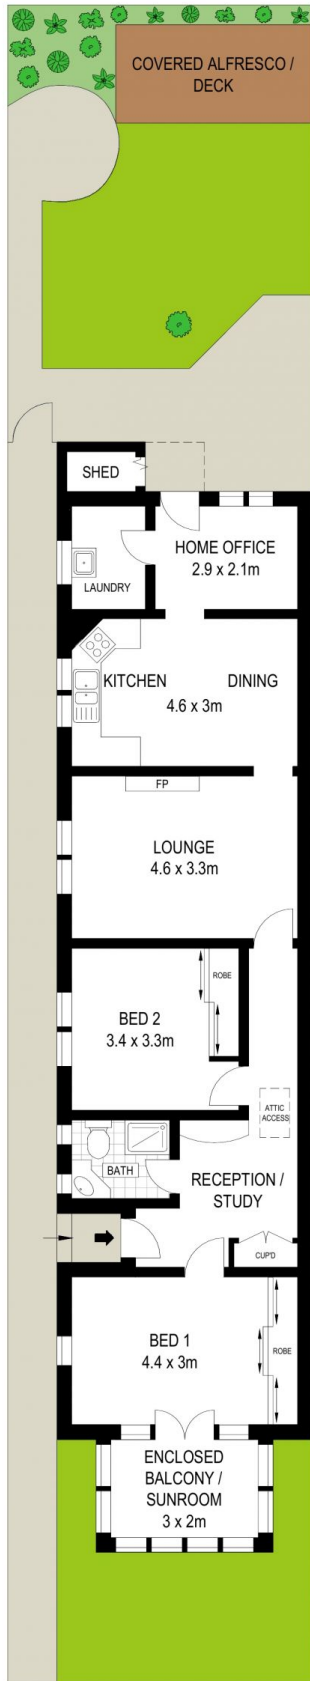 COVERED ALFRESCO /
DECK
SHED
HOME OFFICE
2.9 x 2.1m
LAUNDRY
KITCHEN DINING
4.6 x 3m
FP
LOUNGE
4.6 x 3.3m
ROBE
BED 2
3.4 x 3.3m
ATTIC
ACCESS
BATH
RECEPTION /
STUDY
CUP'D
BED 1
4.4 x 3m
ROBE
ENCLOSED
BALCONY /
SUNROOM
3 x 2m